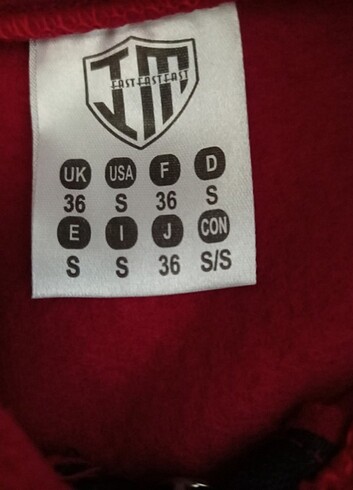 JM
EAST EAST EAST
UK USA F D
36 S 36 S
E I J CON
S S 36 S/S